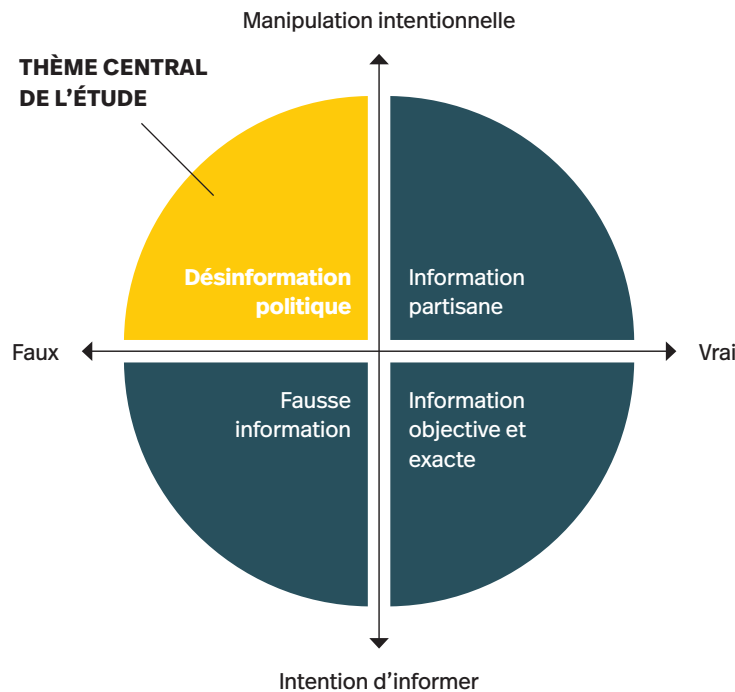 Manipulation intentionnelle
THÈME CENTRAL
DE L’ÉTUDE
Désinformation
politique
Information
partisane
Faux
Vrai
Fausse
information
Information
objective et
exacte
Intention d’informer